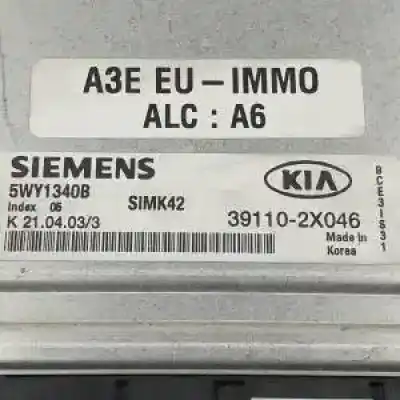 A3E EU-IMMO
ALC : A6
SIEMENS
KIA
5WY1340B
SIMK42
Index 06
K 21.04.03/3
39110-2X046
Made in
Korea
BCE3IS31